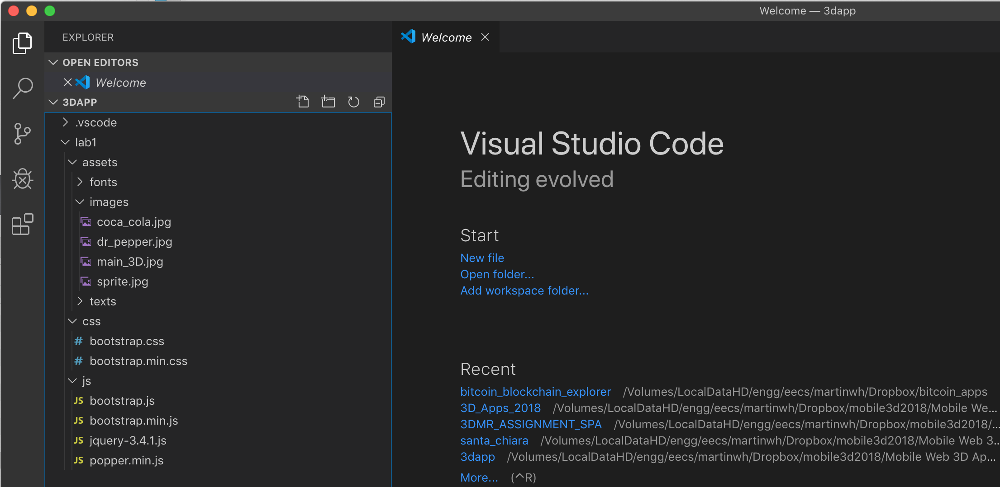 Welcome — 3dapp
EXPLORER
OPEN EDITORS
Welcome
3DAPP
.vscode
lab1
assets
fonts
images
coca_cola.jpg
dr_pepper.jpg
main_3D.jpg
sprite.jpg
texts
css
# bootstrap.css
# bootstrap.min.css
js
JS bootstrap.js
JS bootstrap.min.js
JS jquery-3.4.1.js
JS popper.min.js
Welcome
Visual Studio Code
Editing evolved
Start
New file
Open folder...
Add workspace folder...
Recent
bitcoin_blockchain_explorer /Volumes/LocalDataHD/engg/eecs/martinwh/Dropbox/bitcoin_apps
3D_Apps_2018 /Volumes/LocalDataHD/engg/eecs/martinwh/Dropbox/mobile3d2018/Mobile We...
3DMR_ASSIGNMENT_SPA /Volumes/LocalDataHD/engg/eecs/martinwh/Dropbox/mobile3d2018/...
santa_chiara /Volumes/LocalDataHD/engg/eecs/martinwh/Dropbox/mobile3d2018/Mobile Web 3...
3dapp /Volumes/LocalDataHD/engg/eecs/martinwh/Dropbox/mobile3d2018/Mobile Web 3D Ap...
More... (^R)